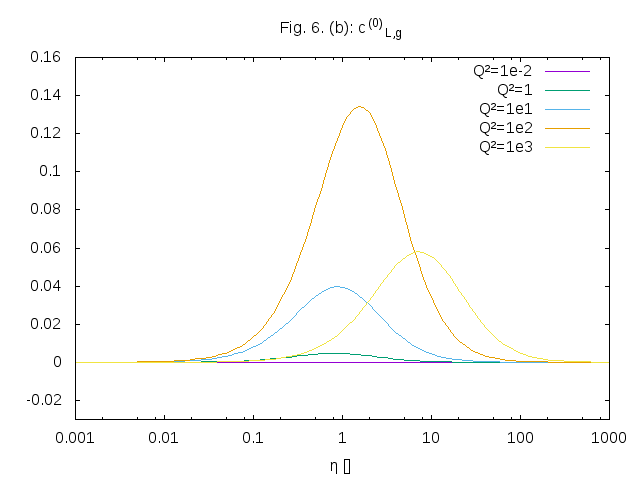 Fig. 6. (b): c(0)L,g
0.16
0.14
0.12
0.1
0.08
0.06
0.04
0.02
0
-0.02
Q²=1e-2
Q²=1
Q²=1e1
Q²=1e2
Q²=1e3
0.001 0.01 0.1 1 10 100 1000
η []